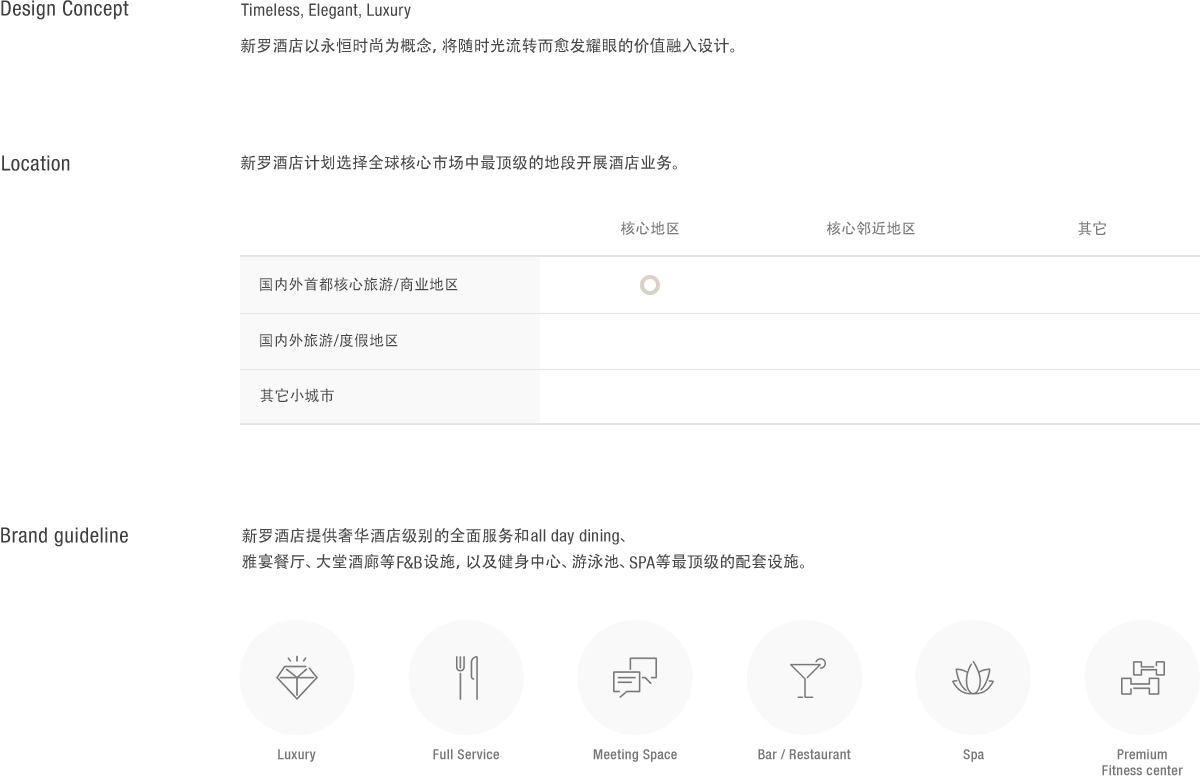 Design Concept
Timeless, Elegant, Luxury
新罗酒店以永恒时尚为概念, 将随时光流转而愈发耀眼的价值融入设计。
Location
新罗酒店计划选择全球核心市场中最顶级的地段开展酒店业务。
核心地区 核心邻近地区 其它
国内外首都核心旅游/商业地区
国内外旅游/度假地区
其它小城市
Brand guideline
新罗酒店提供奢华酒店级别的全面服务和all day dining、
雅宴餐厅、大堂酒廊等F&B设施, 以及健身中心、游泳池、SPA等最顶级的配套设施。
Luxury
Full Service
Meeting Space
Bar / Restaurant
Spa
Premium
Fitness center